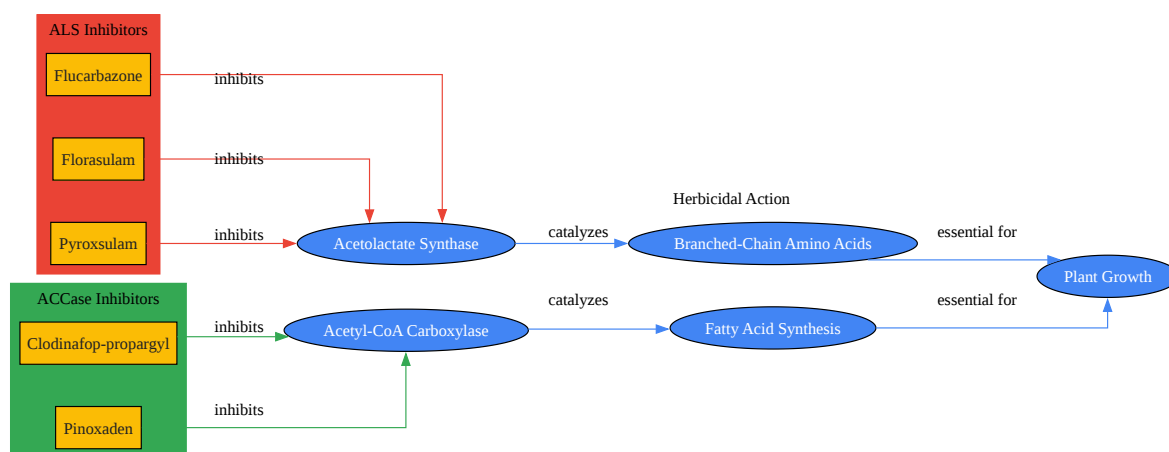 ALS Inhibitors
Flucarbazone
inhibits
Florasulam
inhibits
Herbicidal Action
Pyroxsulam
inhibits
Acetolactate Synthase
catalyzes
Branched-Chain Amino Acids
essential for
Plant Growth
ACCase Inhibitors
Clodinafop-propargyl
inhibits
Acetyl-CoA Carboxylase
catalyzes
Fatty Acid Synthesis
essential for
Pinoxaden
inhibits